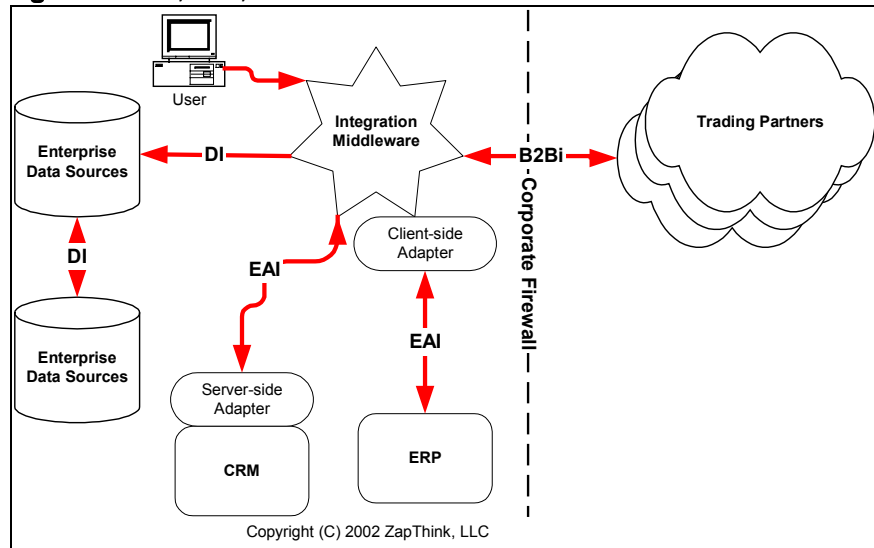 User
Integration
Middleware
Trading Partners
Enterprise
Data Sources
DI
B2Bi
Corporate Firewall
Client-side
Adapter
DI
EAI
EAI
Enterprise
Data Sources
Server-side
Adapter
CRM
ERP
Copyright (C) 2002 ZapThink, LLC